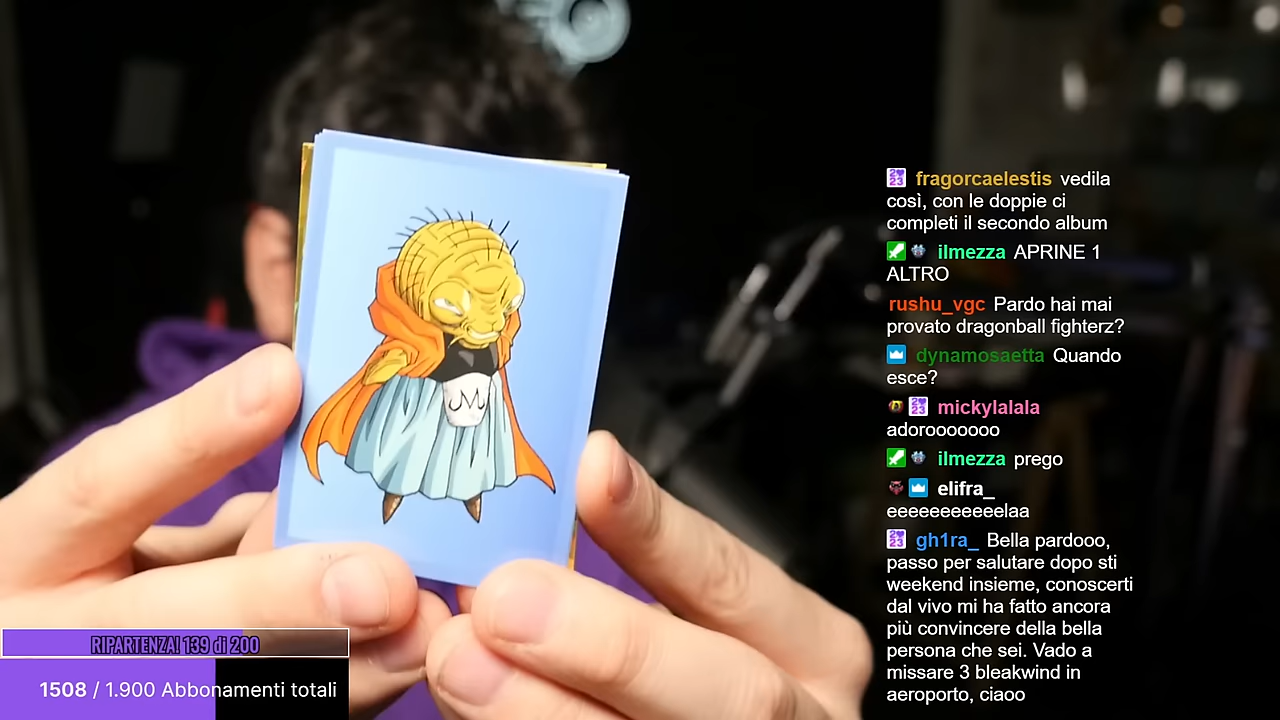 fragorcaelestis vedila
così, con le doppie ci
completi il secondo album
ilmezza APRINE 1
ALTRO
rushu_vgc Pardo hai mai
provato dragonball fighterz?
dynamosaetta Quando
esce?
mickylalala
adorooooooo
ilmezza prego
elifra_
eeeeeeeeeeelaa
gh1ra_ Bella pardooo,
passo per salutare dopo sti
weekend insieme, conoscerti
dal vivo mi ha fatto ancora
più convincere della bella
persona che sei. Vado a
missare 3 bleakwind in
aeroporto, ciaoo
M
RIPARTENZA! 139 di 200
1508 / 1.900 Abbonamenti totali